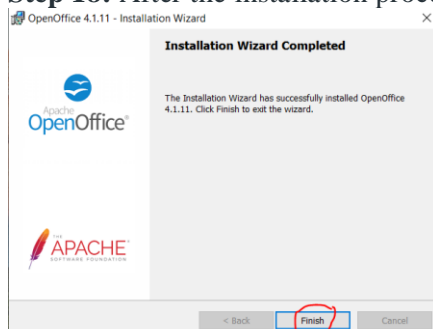 Step 18: After the installation proce
OpenOffice 4.1.11 - Installation Wizard
Installation Wizard Completed
The Installation Wizard has successfully installed OpenOffice
4.1.11. Click Finish to exit the wizard.
Apache
OpenOffice®
THE
APACHE®
SOFTWARE FOUNDATION
< Back
Finish
Cancel